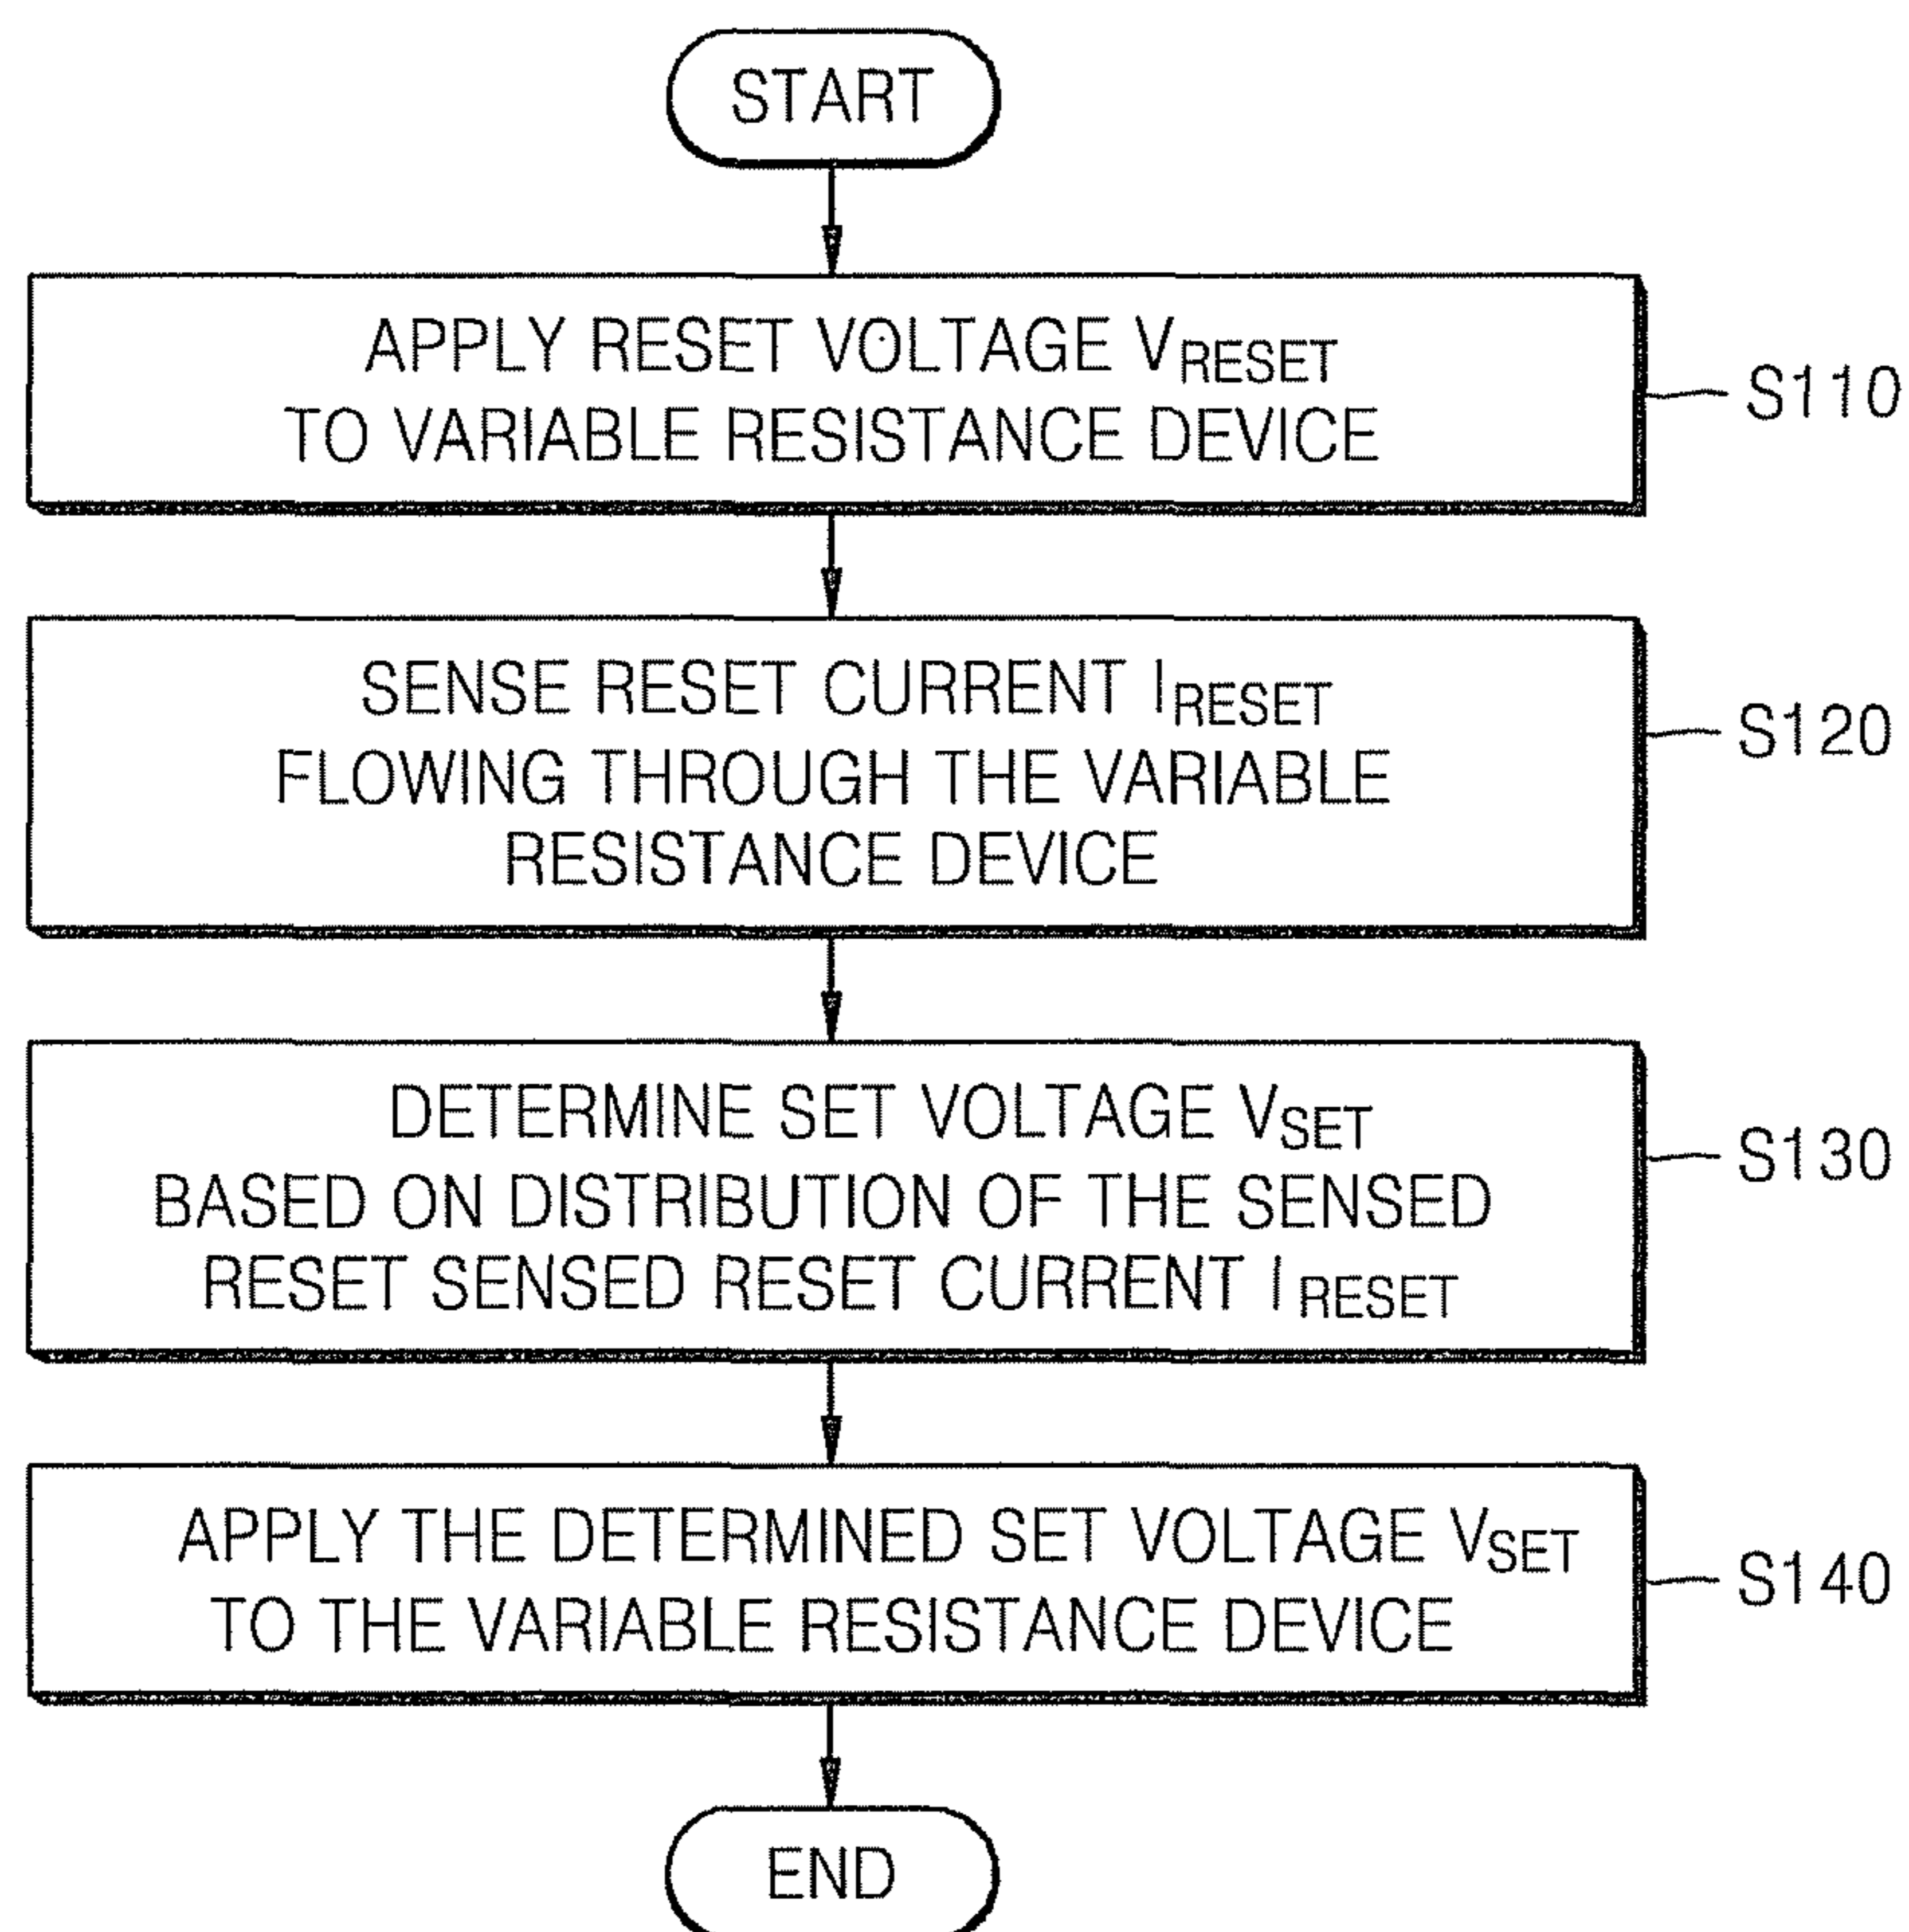 START
APPLY RESET VOLTAGE VRESET
TO VARIABLE RESISTANCE DEVICE
S110
SENSE RESET CURRENT IRESET
FLOWING THROUGH THE VARIABLE
RESISTANCE DEVICE
S120
DETERMINE SET VOLTAGE VSET
BASED ON DISTRIBUTION OF THE SENSED
RESET SENSED RESET CURRENT IRESET
S130
APPLY THE DETERMINED SET VOLTAGE VSET
TO THE VARIABLE RESISTANCE DEVICE
S140
END